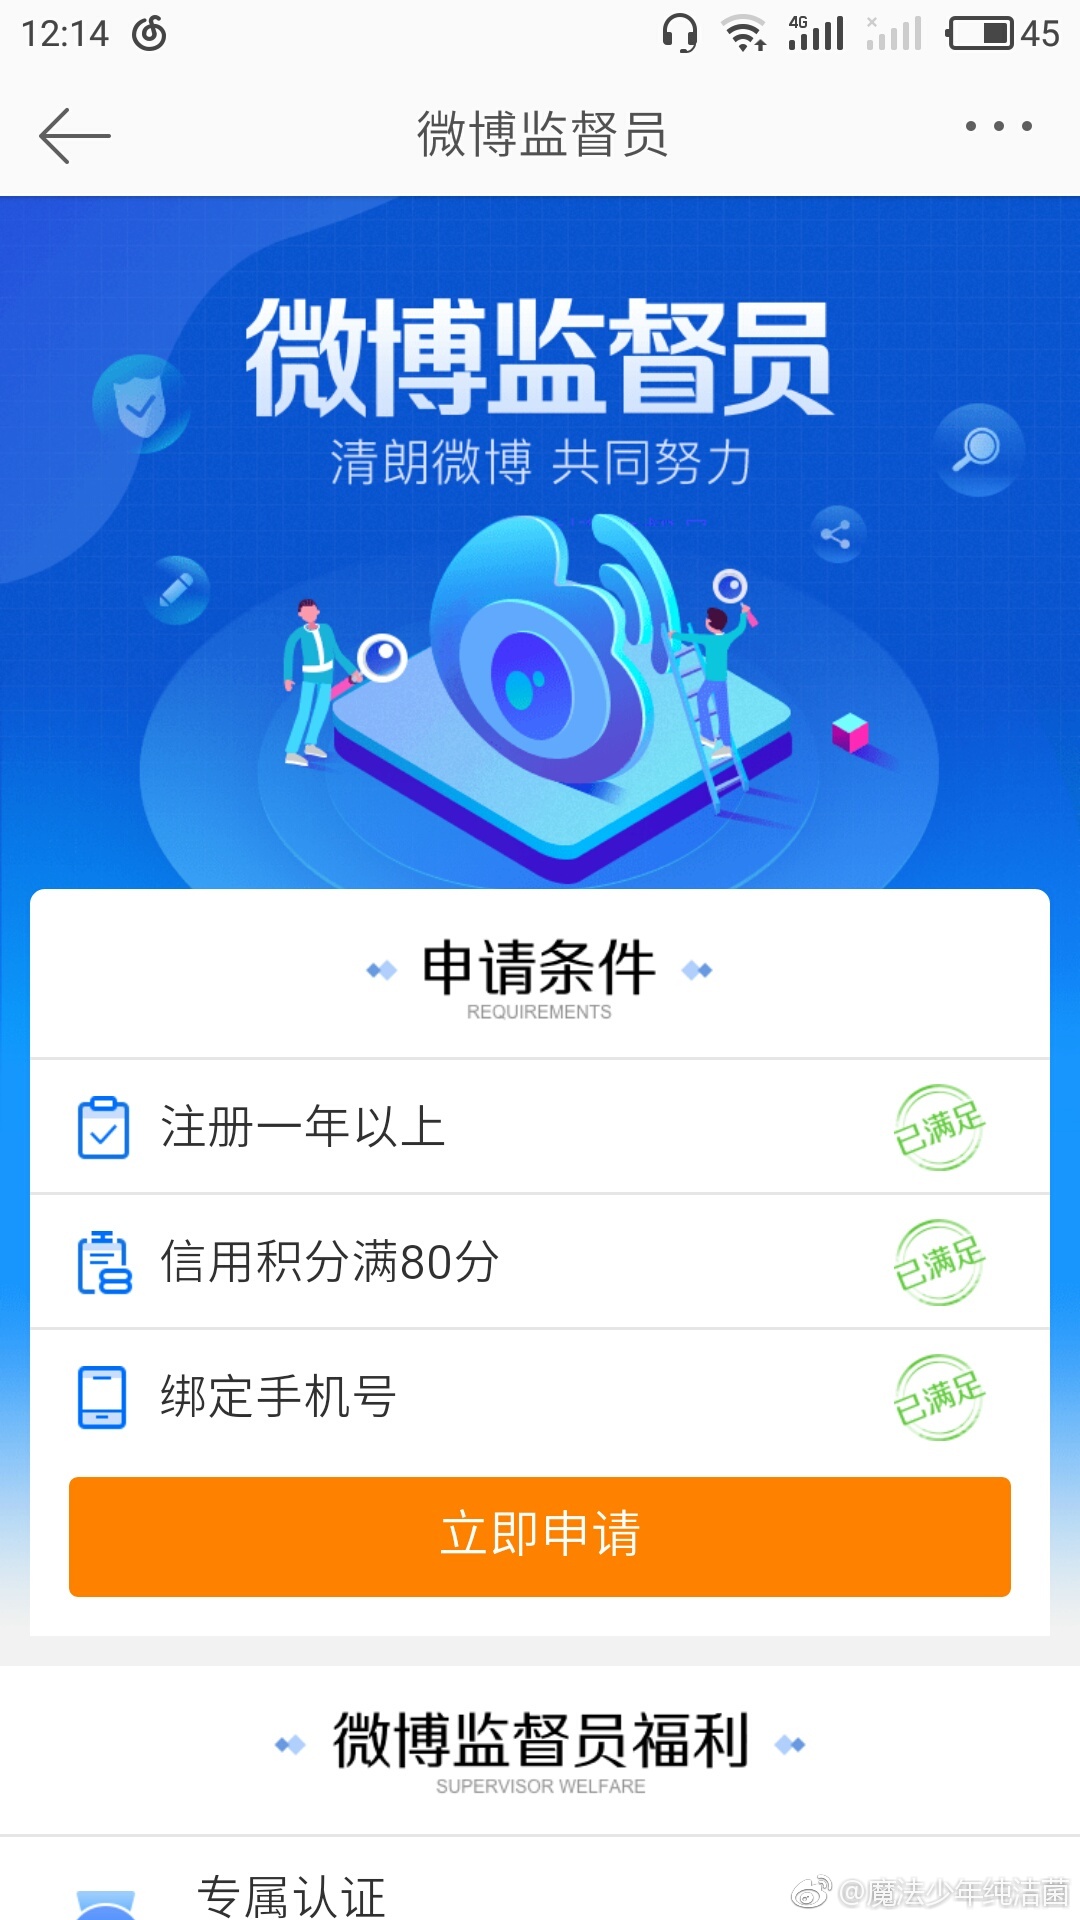 12:14
4G
45
微博监督员
微博监督员
清朗微博 共同努力
申请条件
REQUIREMENTS
注册一年以上
已满足
信用积分满80分
已满足
绑定手机号
已满足
立即申请
微博监督员福利
SUPERVISOR WELFARE
专属认证
@魔法少年纯洁菌